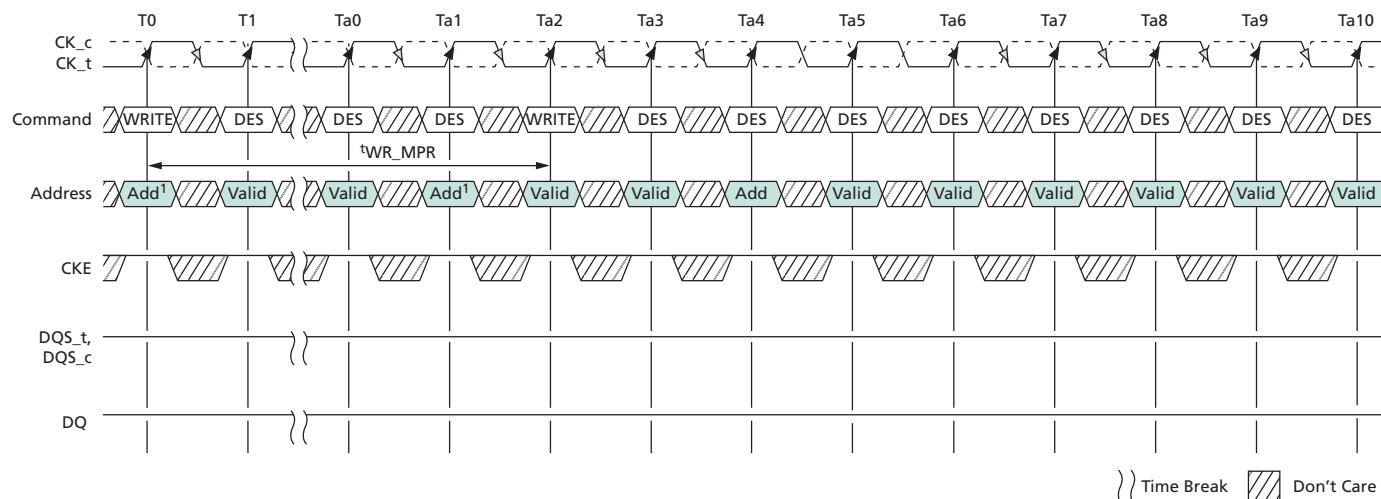 T0 T1 Ta0 Ta1 Ta2 Ta3 Ta4 Ta5 Ta6 Ta7 Ta8 Ta9 Ta10
CK_c
CK_t
Command WRITE DES DES DES WRITE DES DES DES DES DES DES DES DES
tWR_MPR
Address Add1 Valid Valid Add1 Valid Valid Add Valid Valid Valid Valid Valid Valid
CKE
DQS_t,
DQS_c
DQ
Time Break Don't Care